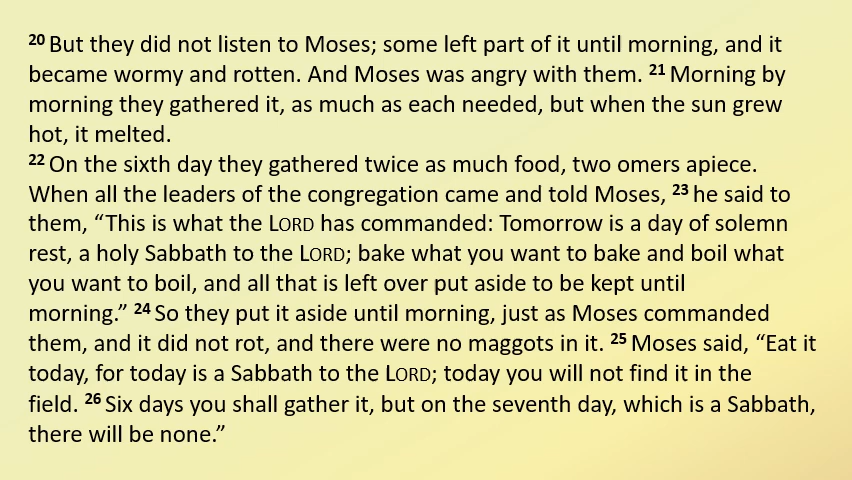 20 But they did not listen to Moses; some left part of it until morning, and it
became wormy and rotten. And Moses was angry with them. 21 Morning by
morning they gathered it, as much as each needed, but when the sun grew
hot, it melted.
22 On the sixth day they gathered twice as much food, two omers apiece.
When all the leaders of the congregation came and told Moses, 23 he said to
them, “This is what the LORD has commanded: Tomorrow is a day of solemn
rest, a holy Sabbath to the LORD; bake what you want to bake and boil what
you want to boil, and all that is left over put aside to be kept until
morning.” 24 So they put it aside until morning, just as Moses commanded
them, and it did not rot, and there were no maggots in it. 25 Moses said, “Eat it
today, for today is a Sabbath to the LORD; today you will not find it in the
field. 26 Six days you shall gather it, but on the seventh day, which is a Sabbath,
there will be none.”